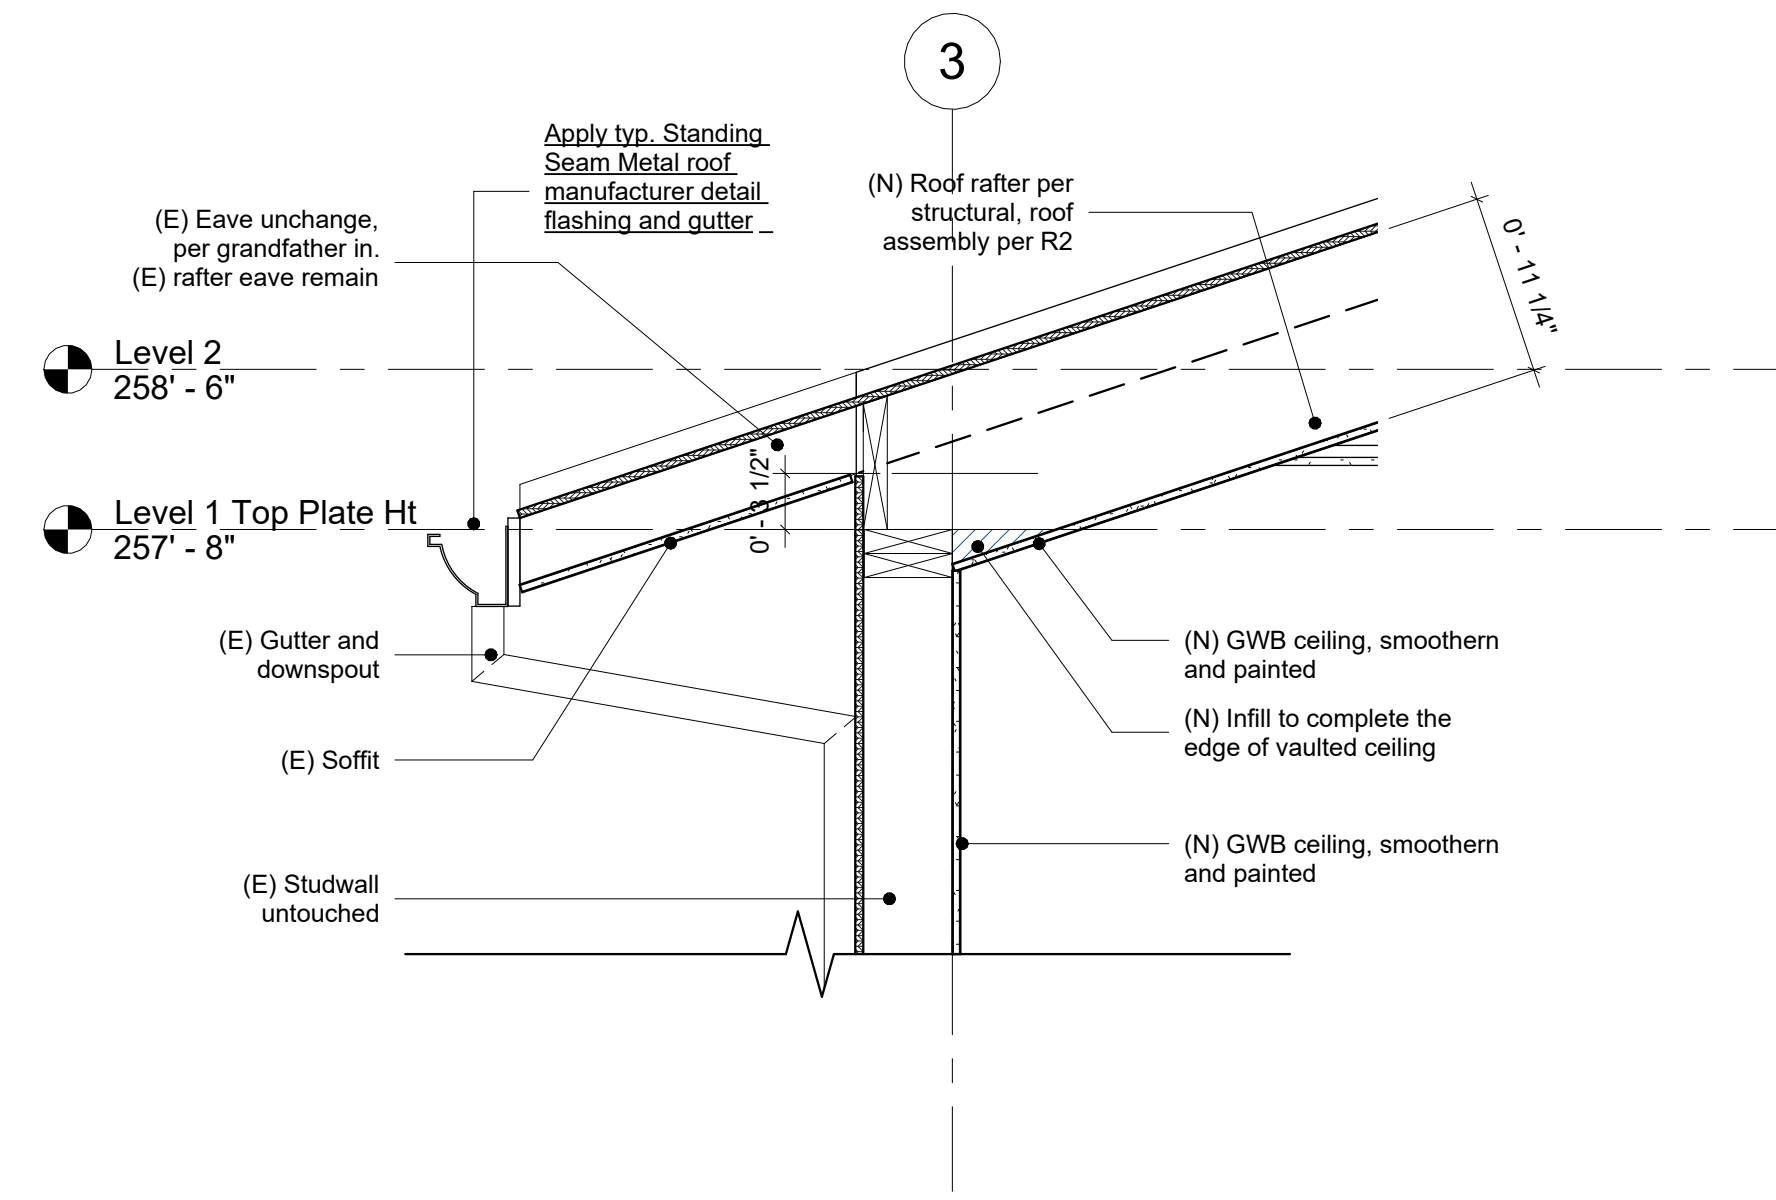 3
Apply typ. Standing
Seam Metal roof
manufacturer detail
flashing and gutter
(N) Roof rafter per
structural, roof
assembly per R2
(E) Eave unchange,
per grandfather in.
(E) rafter eave remain
0' - 11 1/4"
Level 2
258' - 6"
0' - 3 1/2"
Level 1 Top Plate Ht
257' - 8"
(E) Gutter and
downspout
(N) GWB ceiling, smoothern
and painted
(N) Infill to complete the
edge of vaulted ceiling
(E) Soffit
(N) GWB ceiling, smoothern
and painted
(E) Studwall
untouched